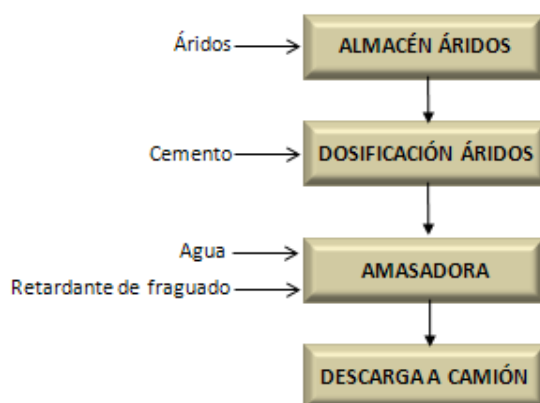 Áridos
ALMACÉN ÁRIDOS
Cemento
DOSIFICACIÓN ÁRIDOS
Agua
Retardante de fraguado
AMASADORA
DESCARGA A CAMIÓN